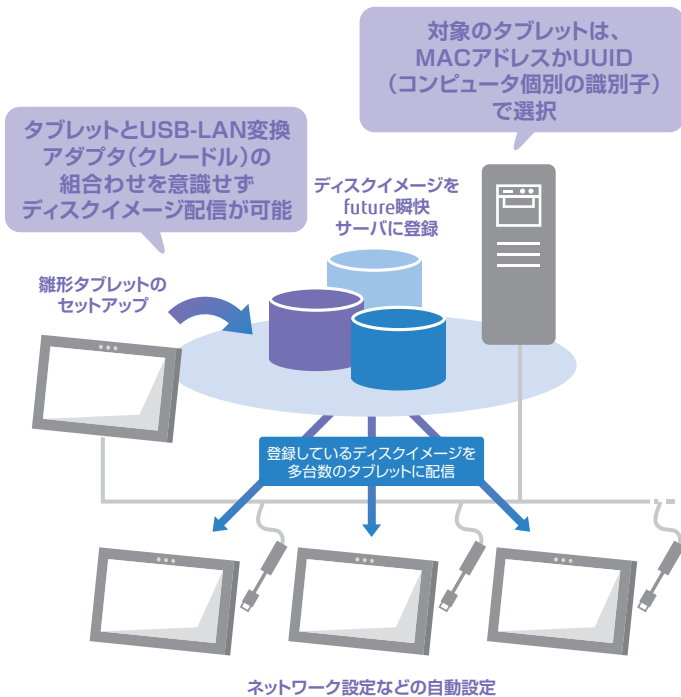 対象のタブレットは、
MACアドレスかUUID
（コンピュータ個別の識別子）
で選択
タブレットとUSB-LAN変換
アダプタ（クレードル）の
組合わせを意識せず
ディスクイメージ配信が可能
ディスクイメージを
future瞬快
サーバに登録
雛形タブレットの
セットアップ
登録しているディスクイメージを
多台数のタブレットに配信
ネットワーク設定などの自動設定